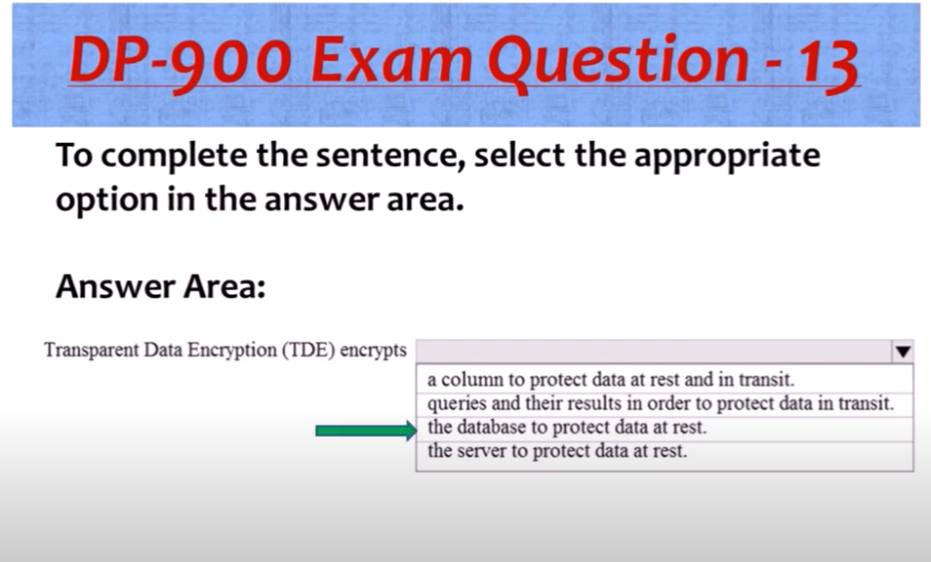 DP-900 Exam Question - 13
To complete the sentence, select the appropriate
option in the answer area.
Answer Area:
Transparent Data Encryption (TDE) encrypts
a column to protect data at rest and in transit.
queries and their results in order to protect data in transit.
the database to protect data at rest.
the server to protect data at rest.